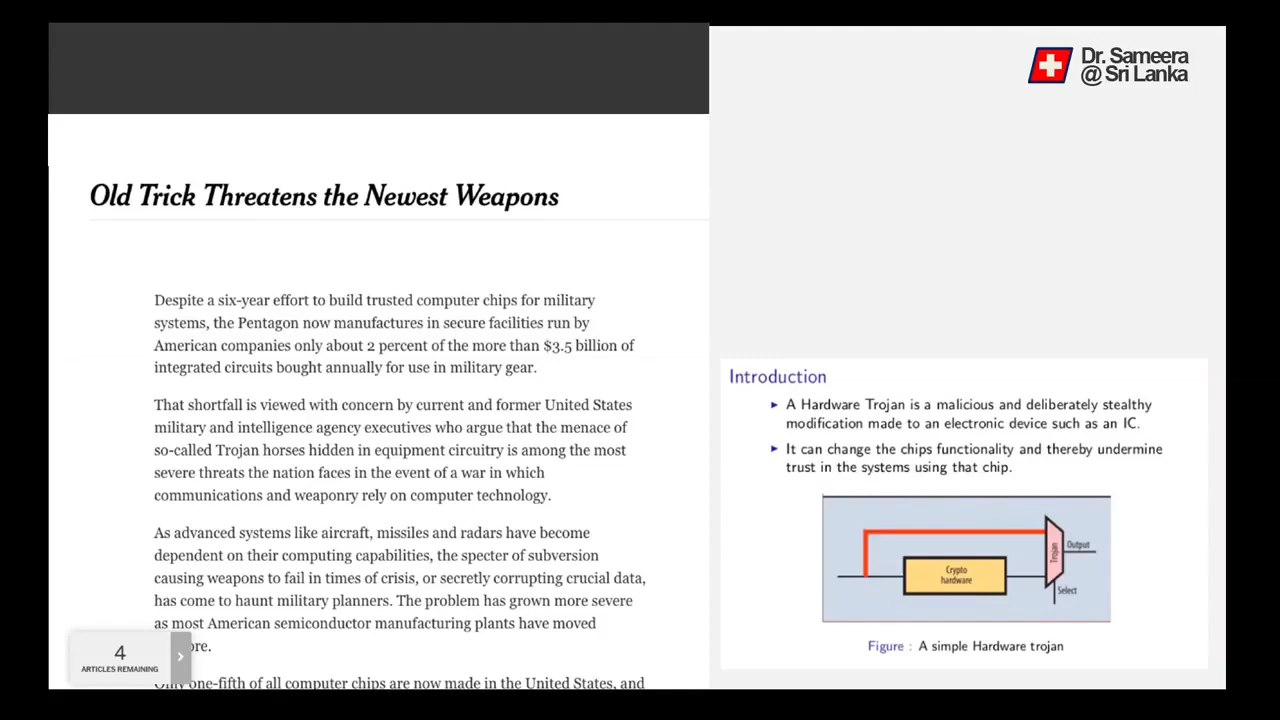 Dr. Sameera
@ Sri Lanka
Old Trick Threatens the Newest Weapons
Despite a six-year effort to build trusted computer chips for military
systems, the Pentagon now manufactures in secure facilities run by
American companies only about 2 percent of the more than $3.5 billion of
integrated circuits bought annually for use in military gear.
That shortfall is viewed with concern by current and former United States
military and intelligence agency executives who argue that the menace of
so-called Trojan horses hidden in equipment circuitry is among the most
severe threats the nation faces in the event of a war in which
communications and weaponry rely on computer technology.
As advanced systems like aircraft, missiles and radars have become
dependent on their computing capabilities, the specter of subversion
causing weapons to fail in times of crisis, or secretly corrupting crucial data,
has come to haunt military planners. The problem has grown more severe
as most American semiconductor manufacturing plants have moved
ore.
Only one-fifth of all computer chips are now made in the United States, and
4
ARTICLES REMAINING
Introduction
▸ A Hardware Trojan is a malicious and deliberately stealthy
modification made to an electronic device such as an IC.
▸ It can change the chips functionality and thereby undermine
trust in the systems using that chip.
Crypto
hardware
Trojan
Output
Select
Figure : A simple Hardware trojan